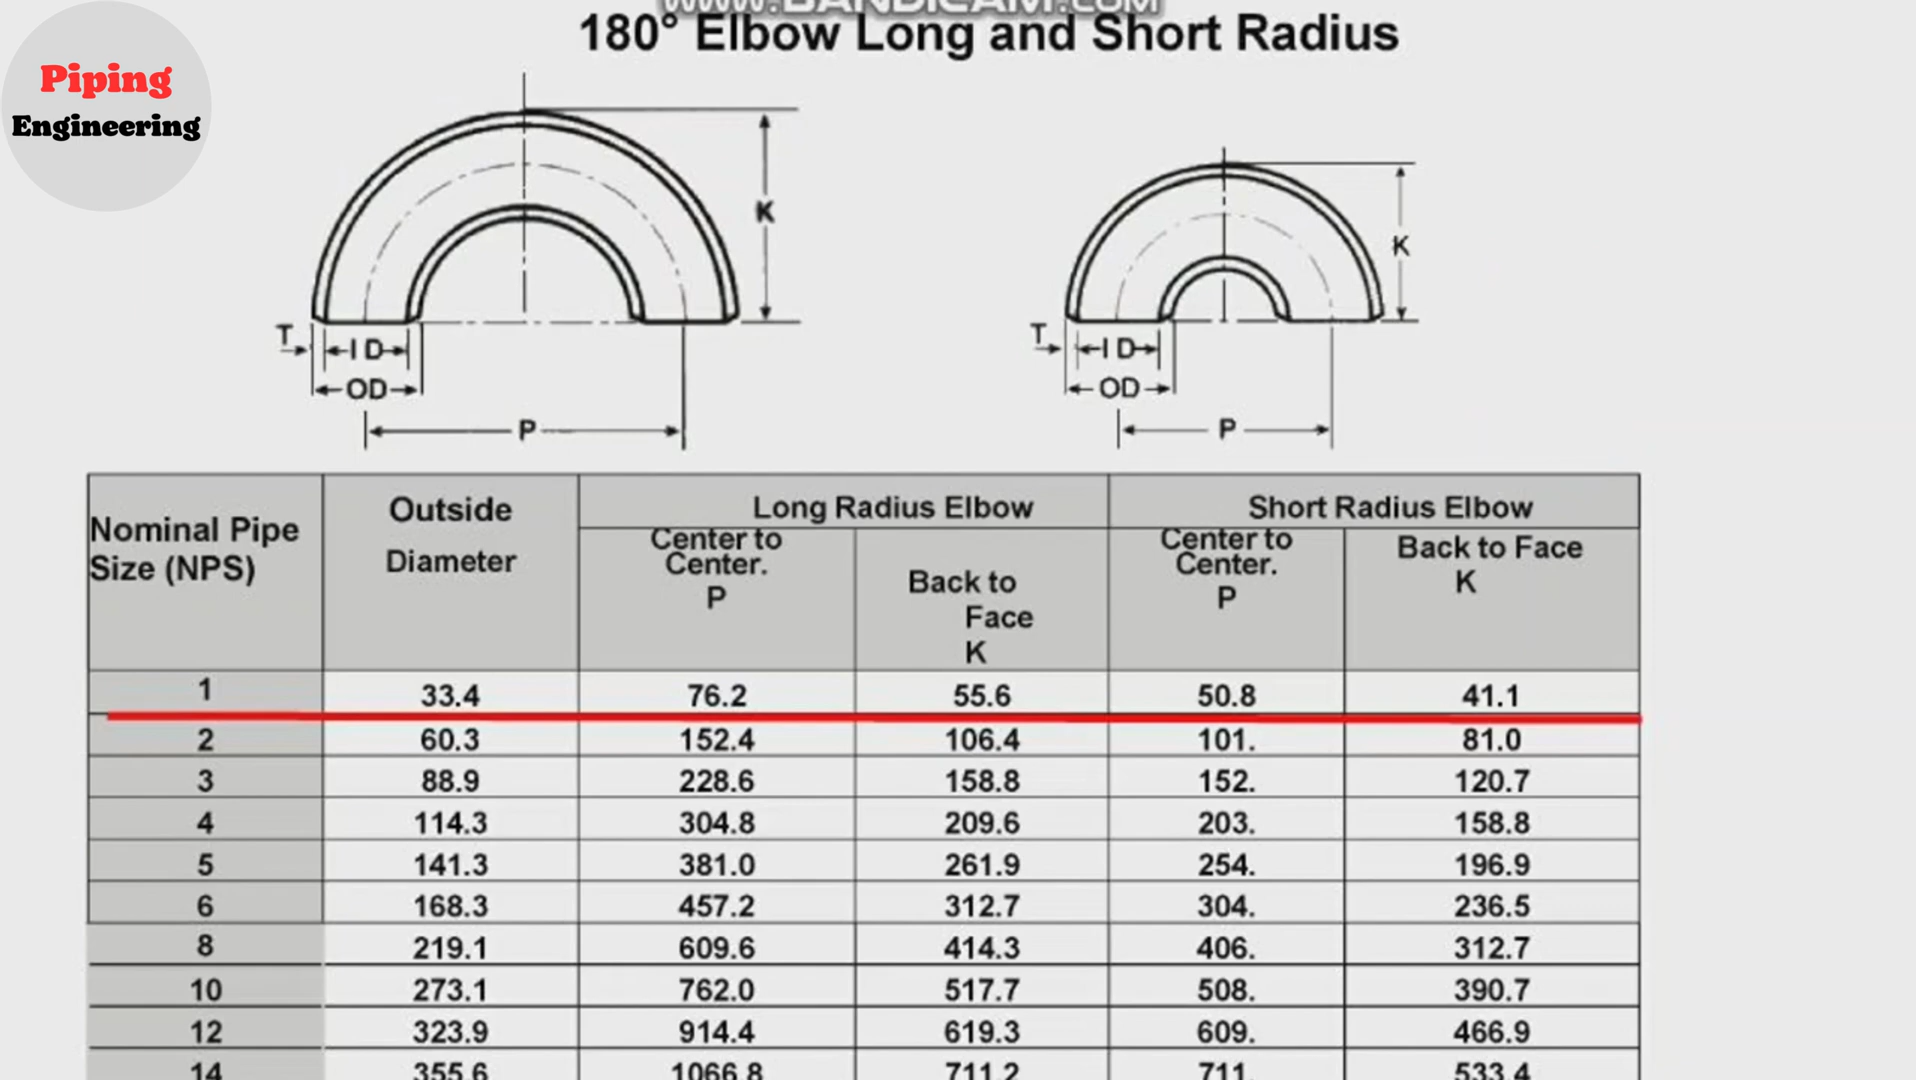 www.BANDICAM.COM
180° Elbow Long and Short Radius
Piping
Engineering
K
K
T
I D
OD
P
T
I D
OD
P
Nominal Pipe Size (NPS) Outside Diameter Long Radius Elbow Short Radius Elbow
Center to Center. P Back to Face K Center to Center. P Back to Face K
1 33.4 76.2 55.6 50.8 41.1
2 60.3 152.4 106.4 101. 81.0
3 88.9 228.6 158.8 152. 120.7
4 114.3 304.8 209.6 203. 158.8
5 141.3 381.0 261.9 254. 196.9
6 168.3 457.2 312.7 304. 236.5
8 219.1 609.6 414.3 406. 312.7
10 273.1 762.0 517.7 508. 390.7
12 323.9 914.4 619.3 609. 466.9
14 355.6 1066.8 711.2 711. 533.4